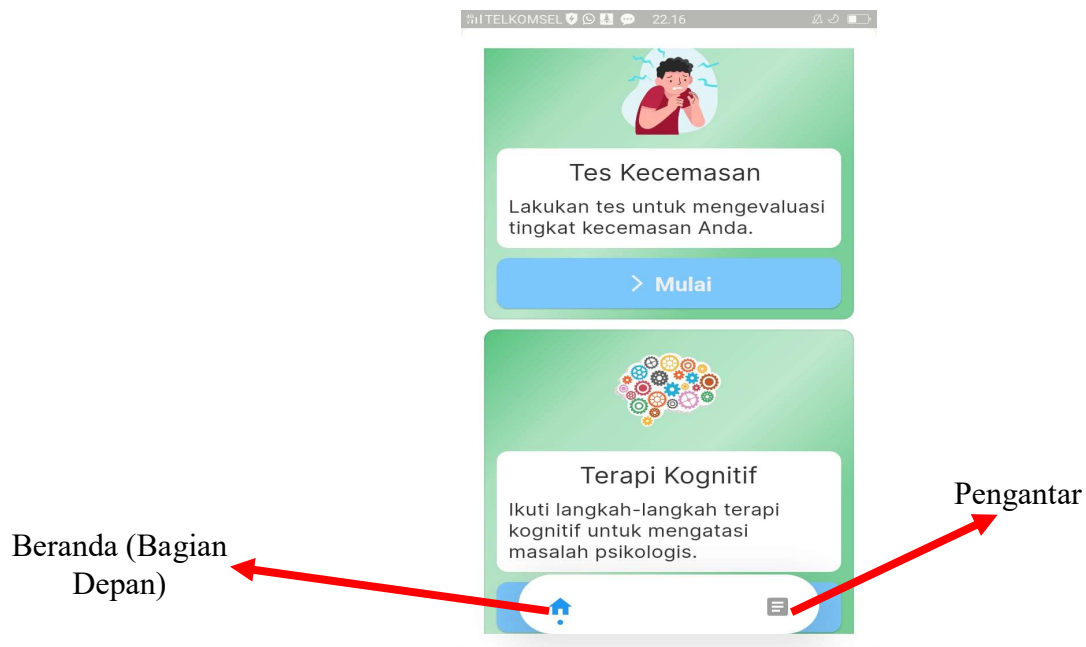 TELKOMSEL 22.16
Tes Kecemasan
Lakukan tes untuk mengevaluasi
tingkat kecemasan Anda.
> Mulai
Terapi Kognitif
Ikuti langkah-langkah terapi
kognitif untuk mengatasi
masalah psikologis.
Pengantar
Beranda (Bagian
Depan)